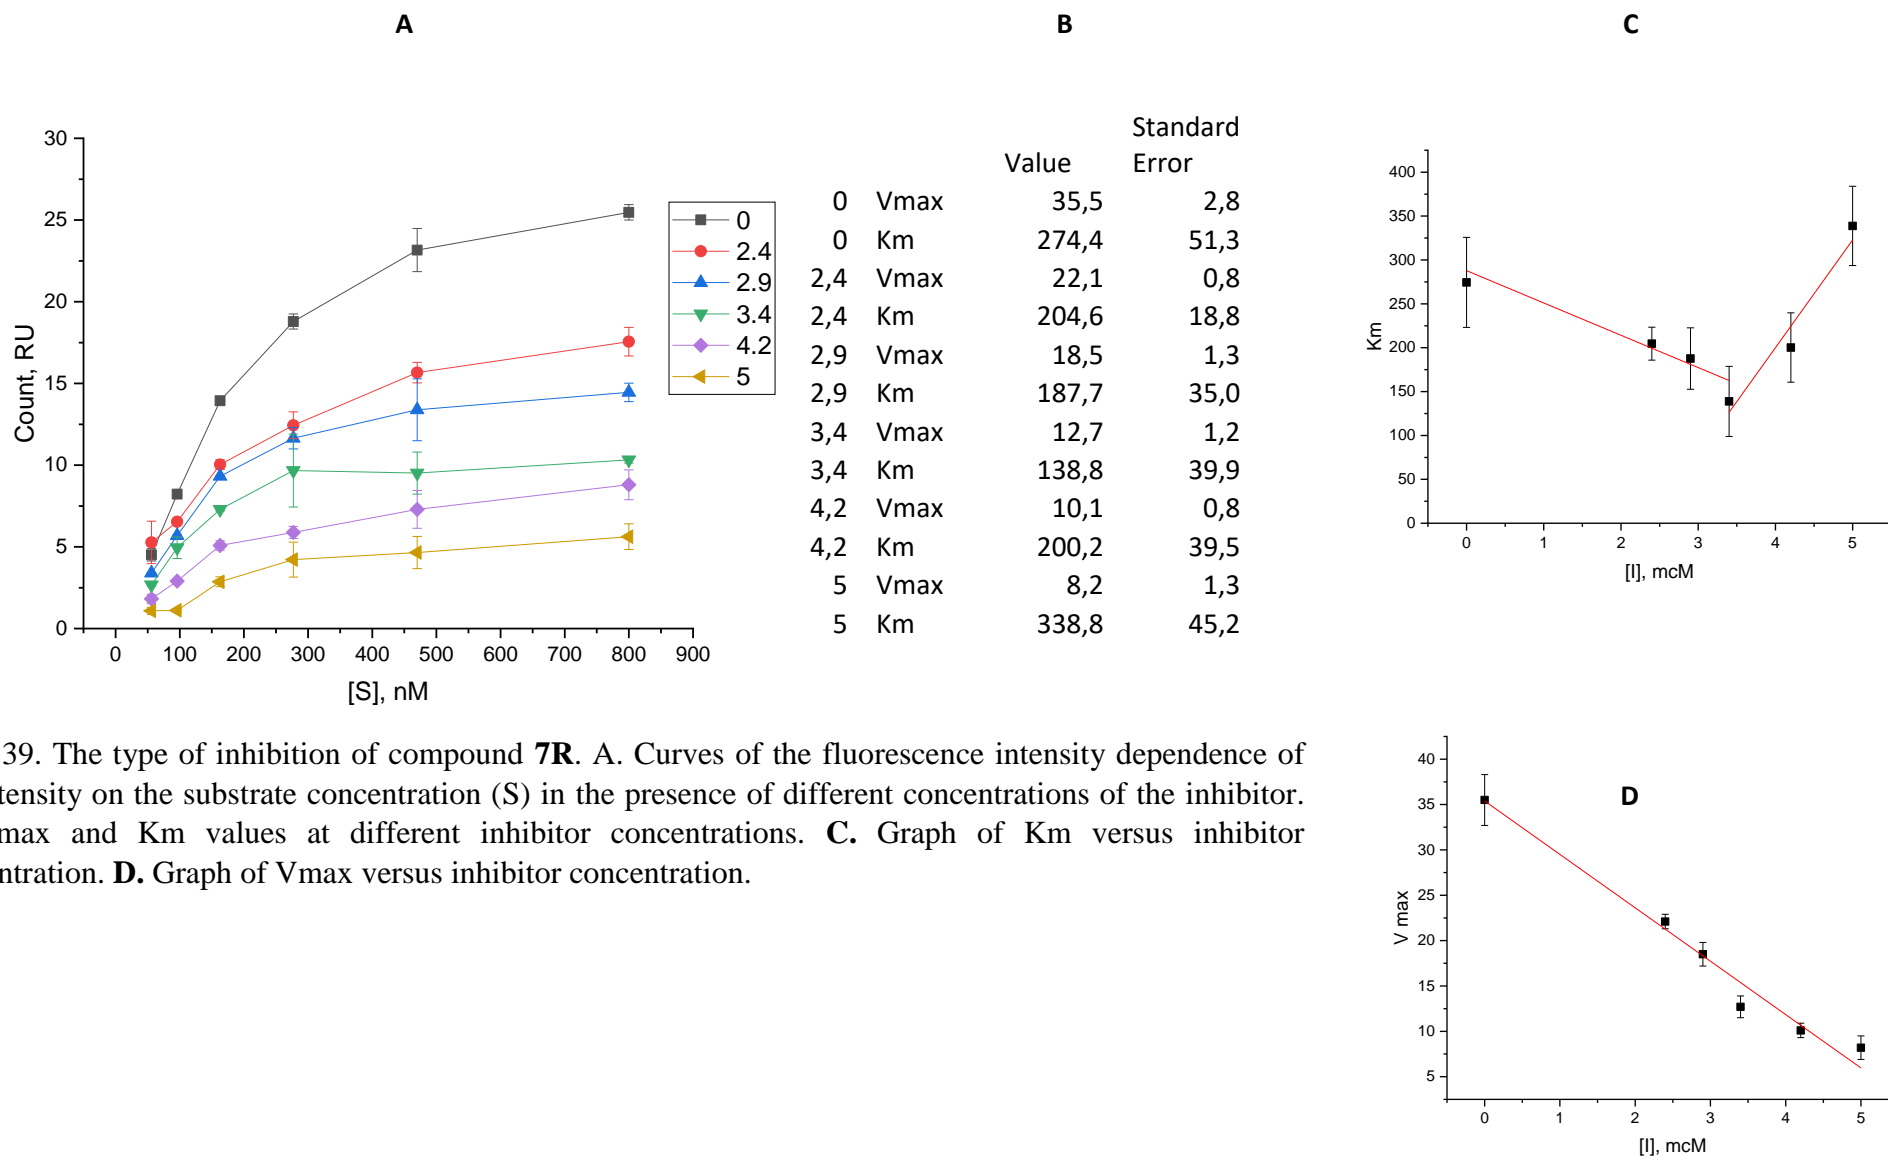 A
B
C
30
25
20
15
10
5
0
Count, RU
0 100 200 300 400 500 600 700 800 900
[S], nM
0
2.4
2.9
3.4
4.2
5
Standard
Value Error
0 Vmax 35,5 2,8
0 Km 274,4 51,3
2,4 Vmax 22,1 0,8
2,4 Km 204,6 18,8
2,9 Vmax 18,5 1,3
2,9 Km 187,7 35,0
3,4 Vmax 12,7 1,2
3,4 Km 138,8 39,9
4,2 Vmax 10,1 0,8
4,2 Km 200,2 39,5
5 Vmax 8,2 1,3
5 Km 338,8 45,2
400
350
300
250
200
150
100
50
0
Km
0 1 2 3 4 5
[I], mcM
39. The type of inhibition of compound 7R. A. Curves of the fluorescence intensity dependence of
tensity on the substrate concentration (S) in the presence of different concentrations of the inhibitor.
max and Km values at different inhibitor concentrations. C. Graph of Km versus inhibitor
ntration. D. Graph of Vmax versus inhibitor concentration.
D
40
35
30
25
20
15
10
5
V max
0 1 2 3 4 5
[I], mcM